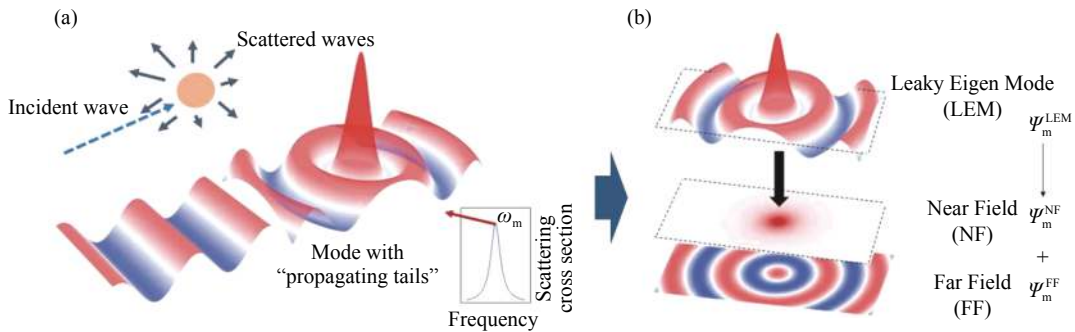 (a)
Scattered waves
Incident wave
Mode with
“propagating tails”
ω_m
Scattering
cross section
Frequency
(b)
Leaky Eigen Mode
(LEM)
Ψ_m^LEM
Near Field
(NF)
Ψ_m^NF
+
Far Field
(FF)
Ψ_m^FF